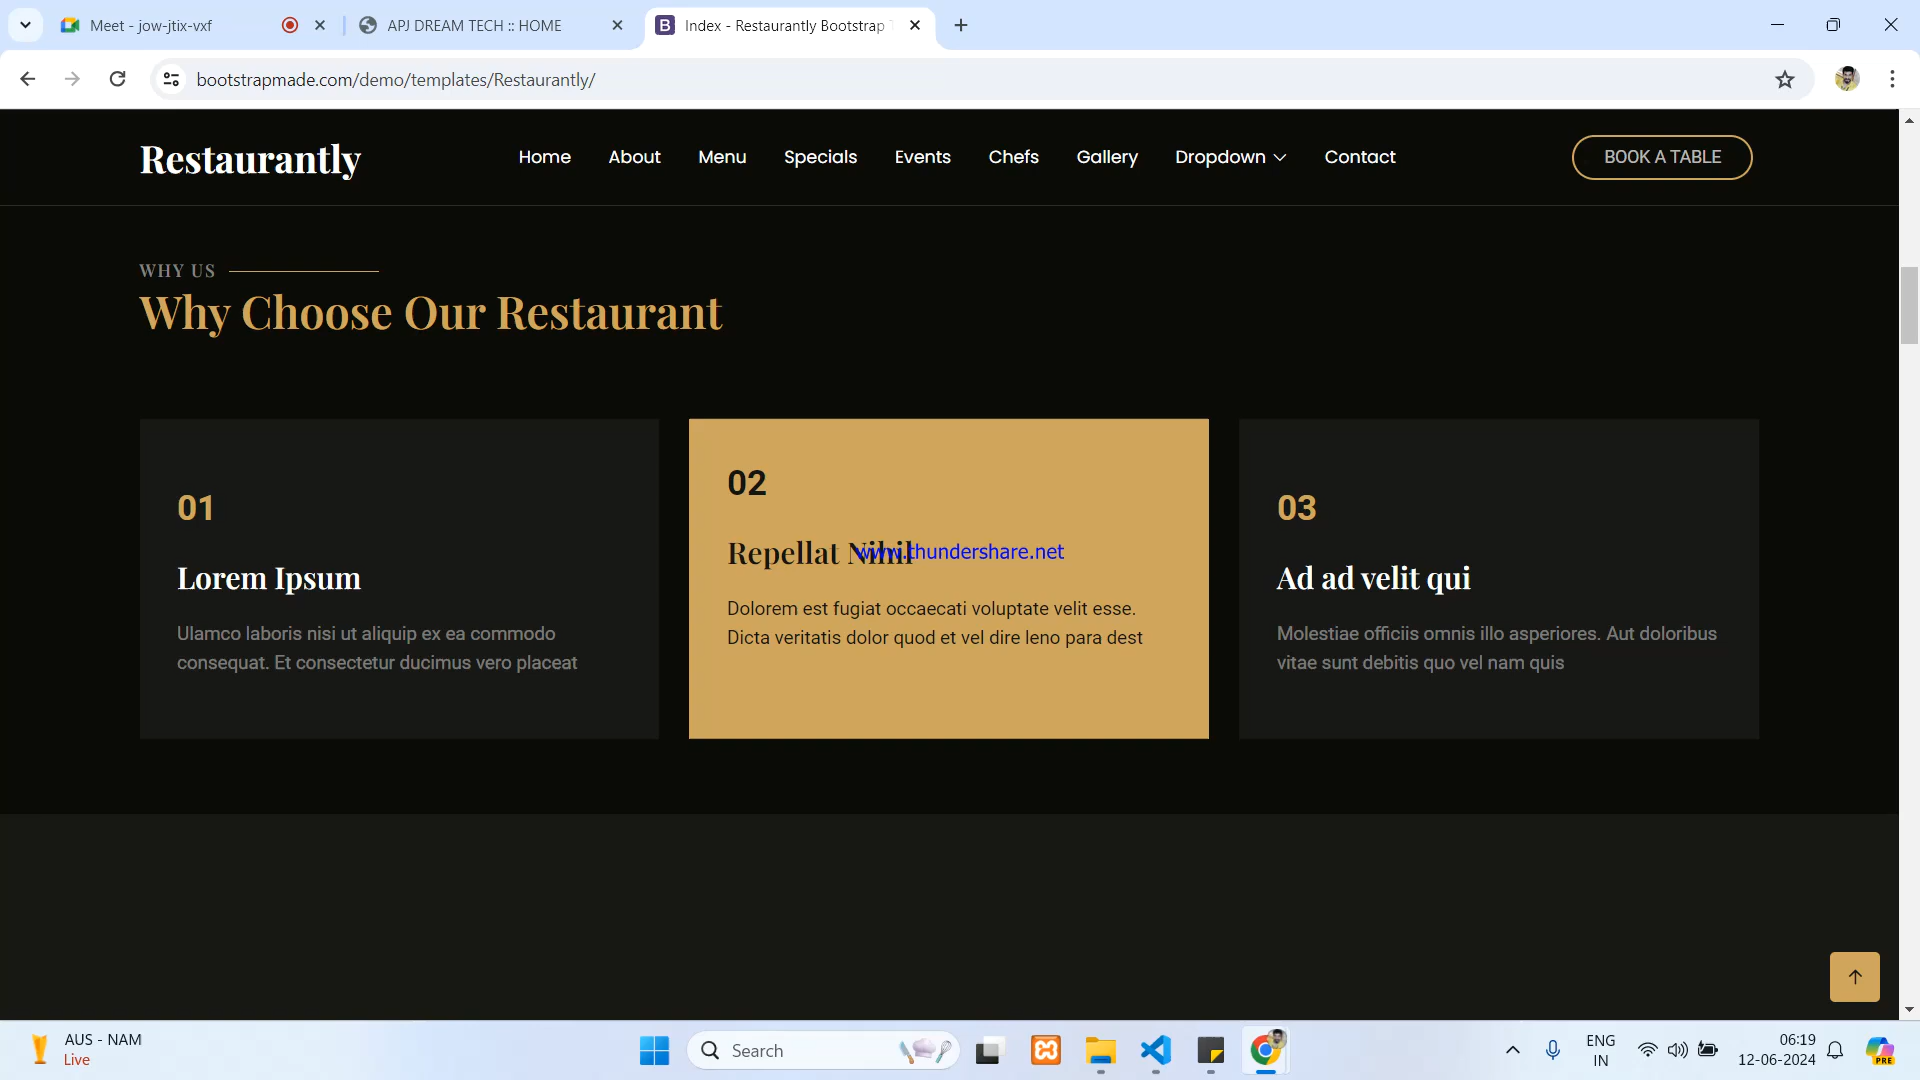 Meet - jow-jtix-vxf
APJ DREAM TECH :: HOME
Index - Restaurantly Bootstrap
bootstrapmade.com/demo/templates/Restaurantly/
Restaurantly
Home
About
Menu
Specials
Events
Chefs
Gallery
Dropdown
Contact
BOOK A TABLE
WHY US
Why Choose Our Restaurant
01
Lorem Ipsum
Ulamco laboris nisi ut aliquip ex ea commodo
consequat. Et consectetur ducimus vero placeat
02
Repellat Nihil
www.thundershare.net
Dolorem est fugiat occaecati voluptate velit esse.
Dicta veritatis dolor quod et vel dire leno para dest
03
Ad ad velit qui
Molestiae officiis omnis illo asperiores. Aut doloribus
vitae sunt debitis quo vel nam quis
AUS - NAM
Live
Search
ENG
IN
06:19
12-06-2024
PRE